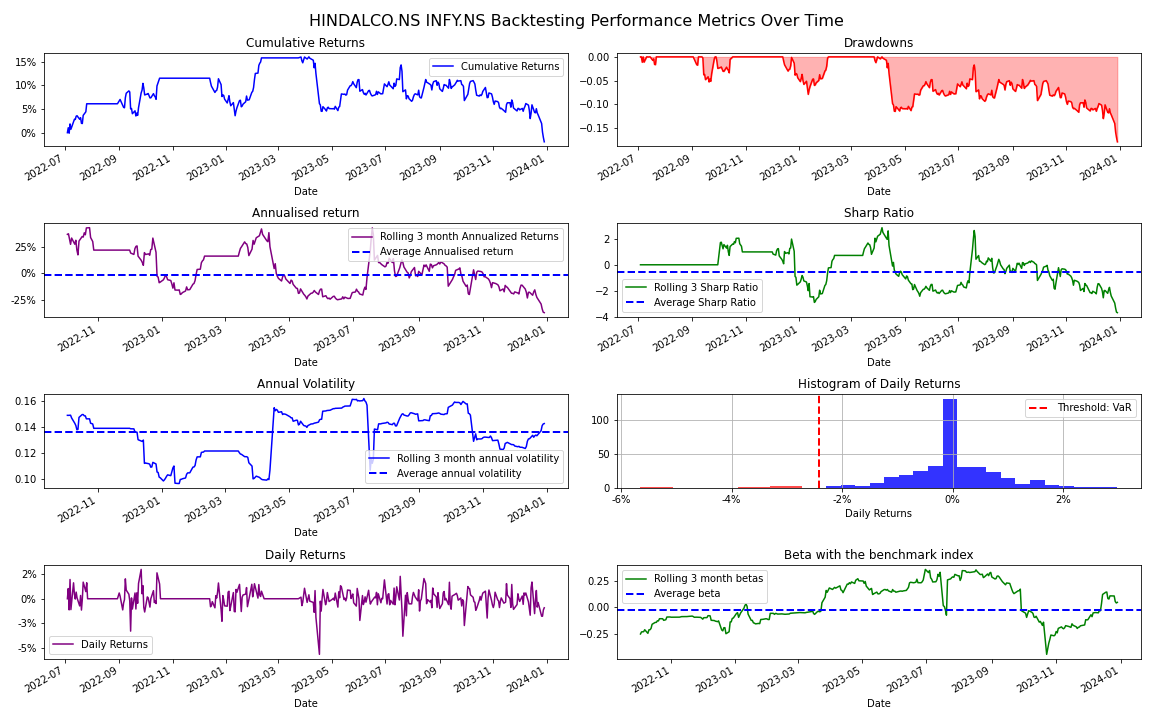 HINDALCO.NS INFY.NS Backtesting Performance Metrics Over Time
Cumulative Returns
15%
10%
5%
0%
Cumulative Returns
2022-07 2022-09 2022-11 2023-01 2023-03 2023-05 2023-07 2023-09 2023-11 2024-01
Date
Drawdowns
0.00
−0.05
−0.10
−0.15
2022-07 2022-09 2022-11 2023-01 2023-03 2023-05 2023-07 2023-09 2023-11 2024-01
Date
Annualised return
25%
0%
-25%
Rolling 3 month Annualized Returns
Average Annualised return
2022-11 2023-01 2023-03 2023-05 2023-07 2023-09 2023-11 2024-01
Date
Sharp Ratio
2
0
−2
−4
Rolling 3 Sharp Ratio
Average Sharp Ratio
2022-07 2022-09 2022-11 2023-01 2023-03 2023-05 2023-07 2023-09 2023-11 2024-01
Date
Annual Volatility
0.16
0.14
0.12
0.10
Rolling 3 month annual volatility
Average annual volatility
2022-11 2023-01 2023-03 2023-05 2023-07 2023-09 2023-11 2024-01
Date
Histogram of Daily Returns
100
50
0
Threshold: VaR
-6% -4% -2% 0% 2%
Daily Returns
Daily Returns
2%
0%
-3%
-5%
Daily Returns
2022-07 2022-09 2022-11 2023-01 2023-03 2023-05 2023-07 2023-09 2023-11 2024-01
Date
Beta with the benchmark index
0.25
0.00
−0.25
Rolling 3 month betas
Average beta
2022-11 2023-01 2023-03 2023-05 2023-07 2023-09 2023-11 2024-01
Date